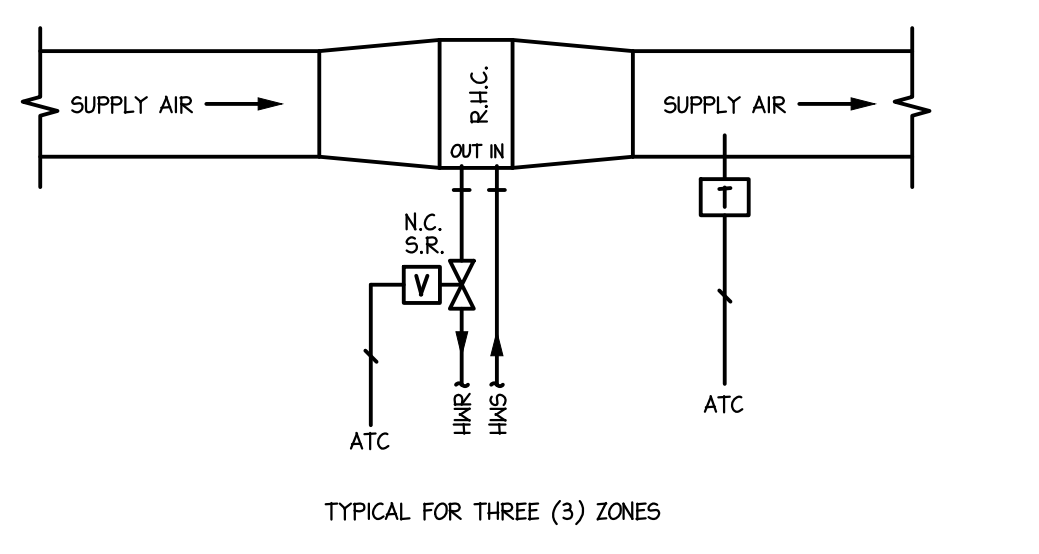 SUPPLY AIR
R.H.C.
SUPPLY AIR
OUT IN
T
N.C.
S.R.
V
HWR
HWS
ATC
ATC
TYPICAL FOR THREE (3) ZONES